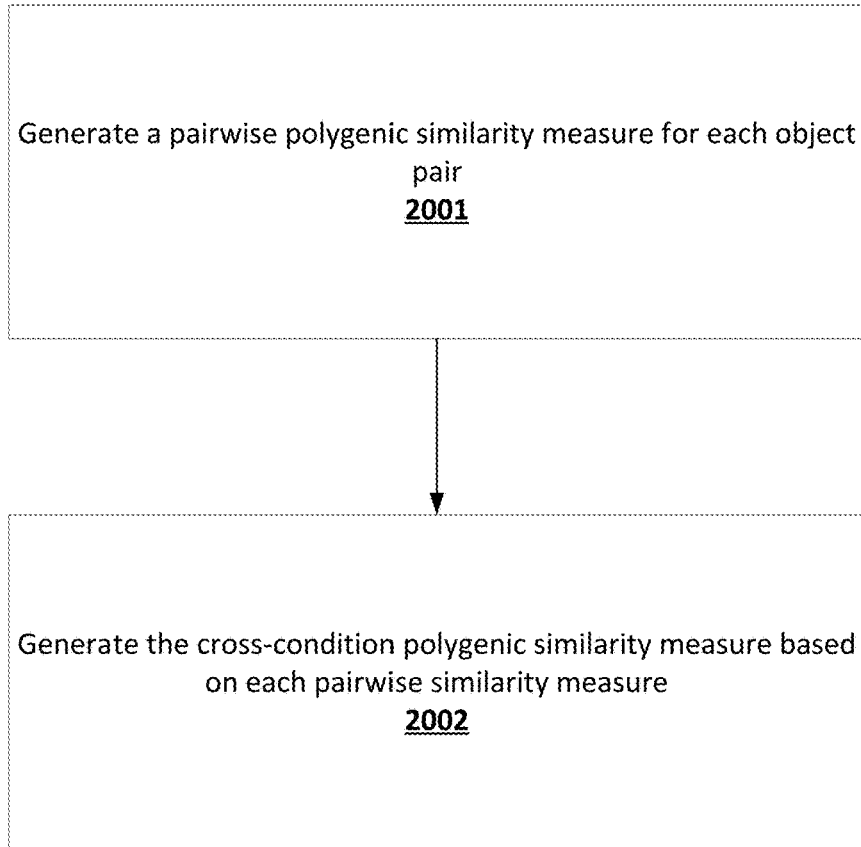 Generate a pairwise polygenic similarity measure for each object
pair
2001
Generate the cross-condition polygenic similarity measure based
on each pairwise similarity measure
2002